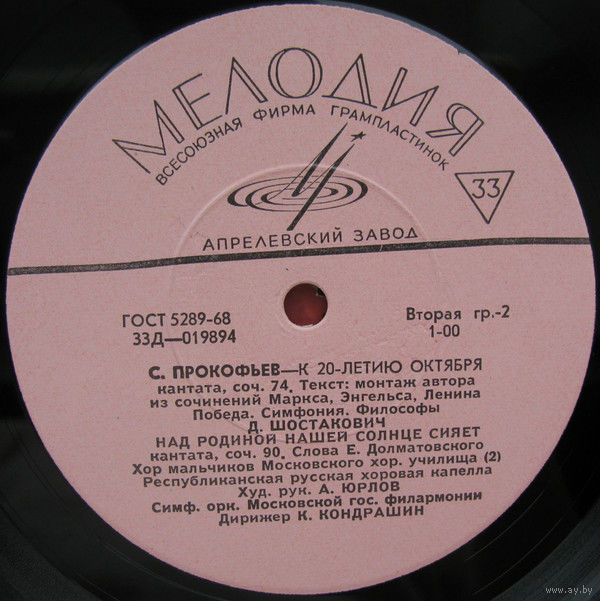 МЕЛОДИЯ
ВСЕСОЮЗНАЯ ФИРМА ГРАМПЛАСТИНОК
33
АПРЕЛЕВСКИЙ ЗАВОД
ГОСТ 5289-68
33Д—019894
Вторая гр.-2
1-00
С. ПРОКОФЬЕВ—К 20-ЛЕТИЮ ОКТЯБРЯ
кантата, соч. 74, Текст: монтаж автора
из сочинений Маркса, Энгельса, Ленина
Победа. Симфония. Философы
Д. ШОСТАКОВИЧ
НАД РОДИНОЙ НАШЕЙ СОЛНЦЕ СИЯЕТ
кантата, соч. 90. Слова Е. Долматовского
Хор мальчиков Московского хор. училища (2)
Республиканская русская хоровая капелла
Худ. рук. А. ЮРЛОВ
Симф. орк. Московской гос. филармонии
Дирижер К. КОНДРАШИН
www.ay.by